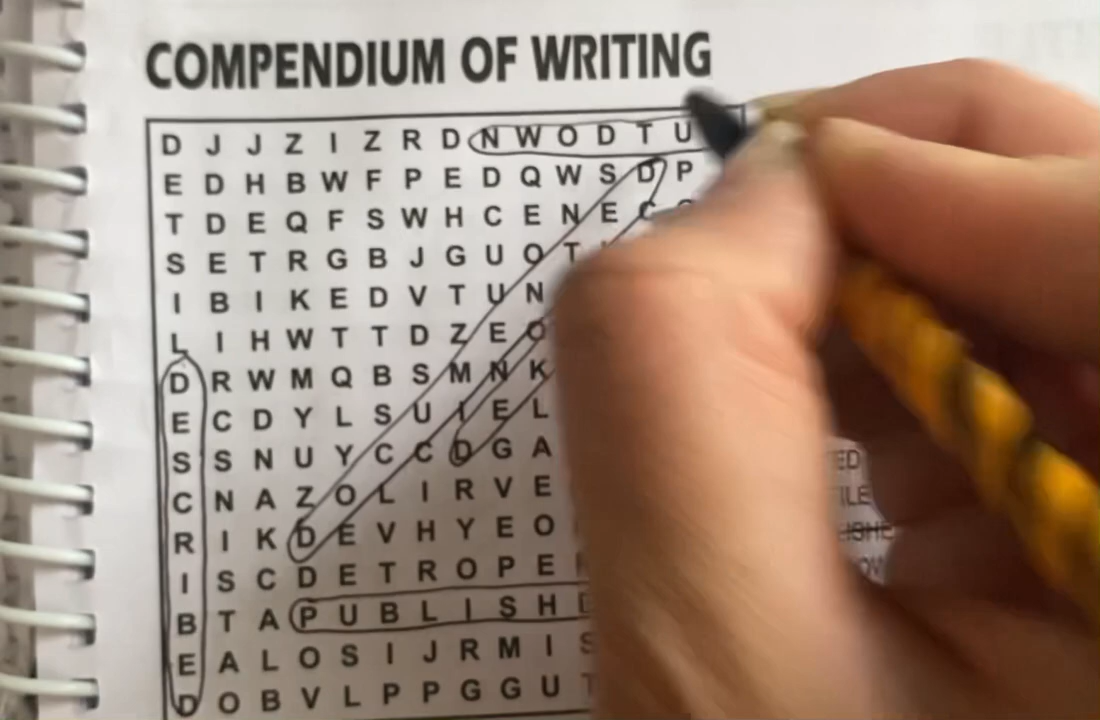 COMPENDIUM OF WRITING
D J J Z I Z R D N W O D T U
E D H B W F P E D Q W S D P
T D E Q F S W H C E N E C
S E T R G B J G U O T
I B I K E D V T U N
L I H W T T D Z E O
D R W M Q B S M N K
E C D Y L S U I E L
S S N U Y C C D G A
C N A Z O L I R V E
R I K D E V H Y E O
I S C D E T R O P E
B T A P U B L I S H
E A L O S I J R M I S
D O B V L P P G G U T